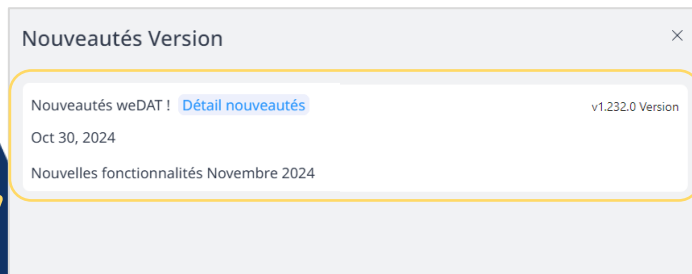 Nouveautés Version
Nouveautés weDAT ! Détail nouveautés v1.232.0 Version
Oct 30, 2024
Nouvelles fonctionnalités Novembre 2024